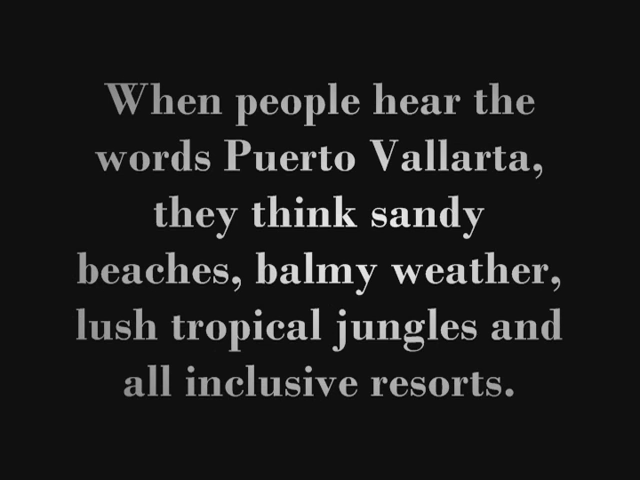 When people hear the
words Puerto Vallarta,
they think sandy
beaches, balmy weather,
lush tropical jungles and
all inclusive resorts.